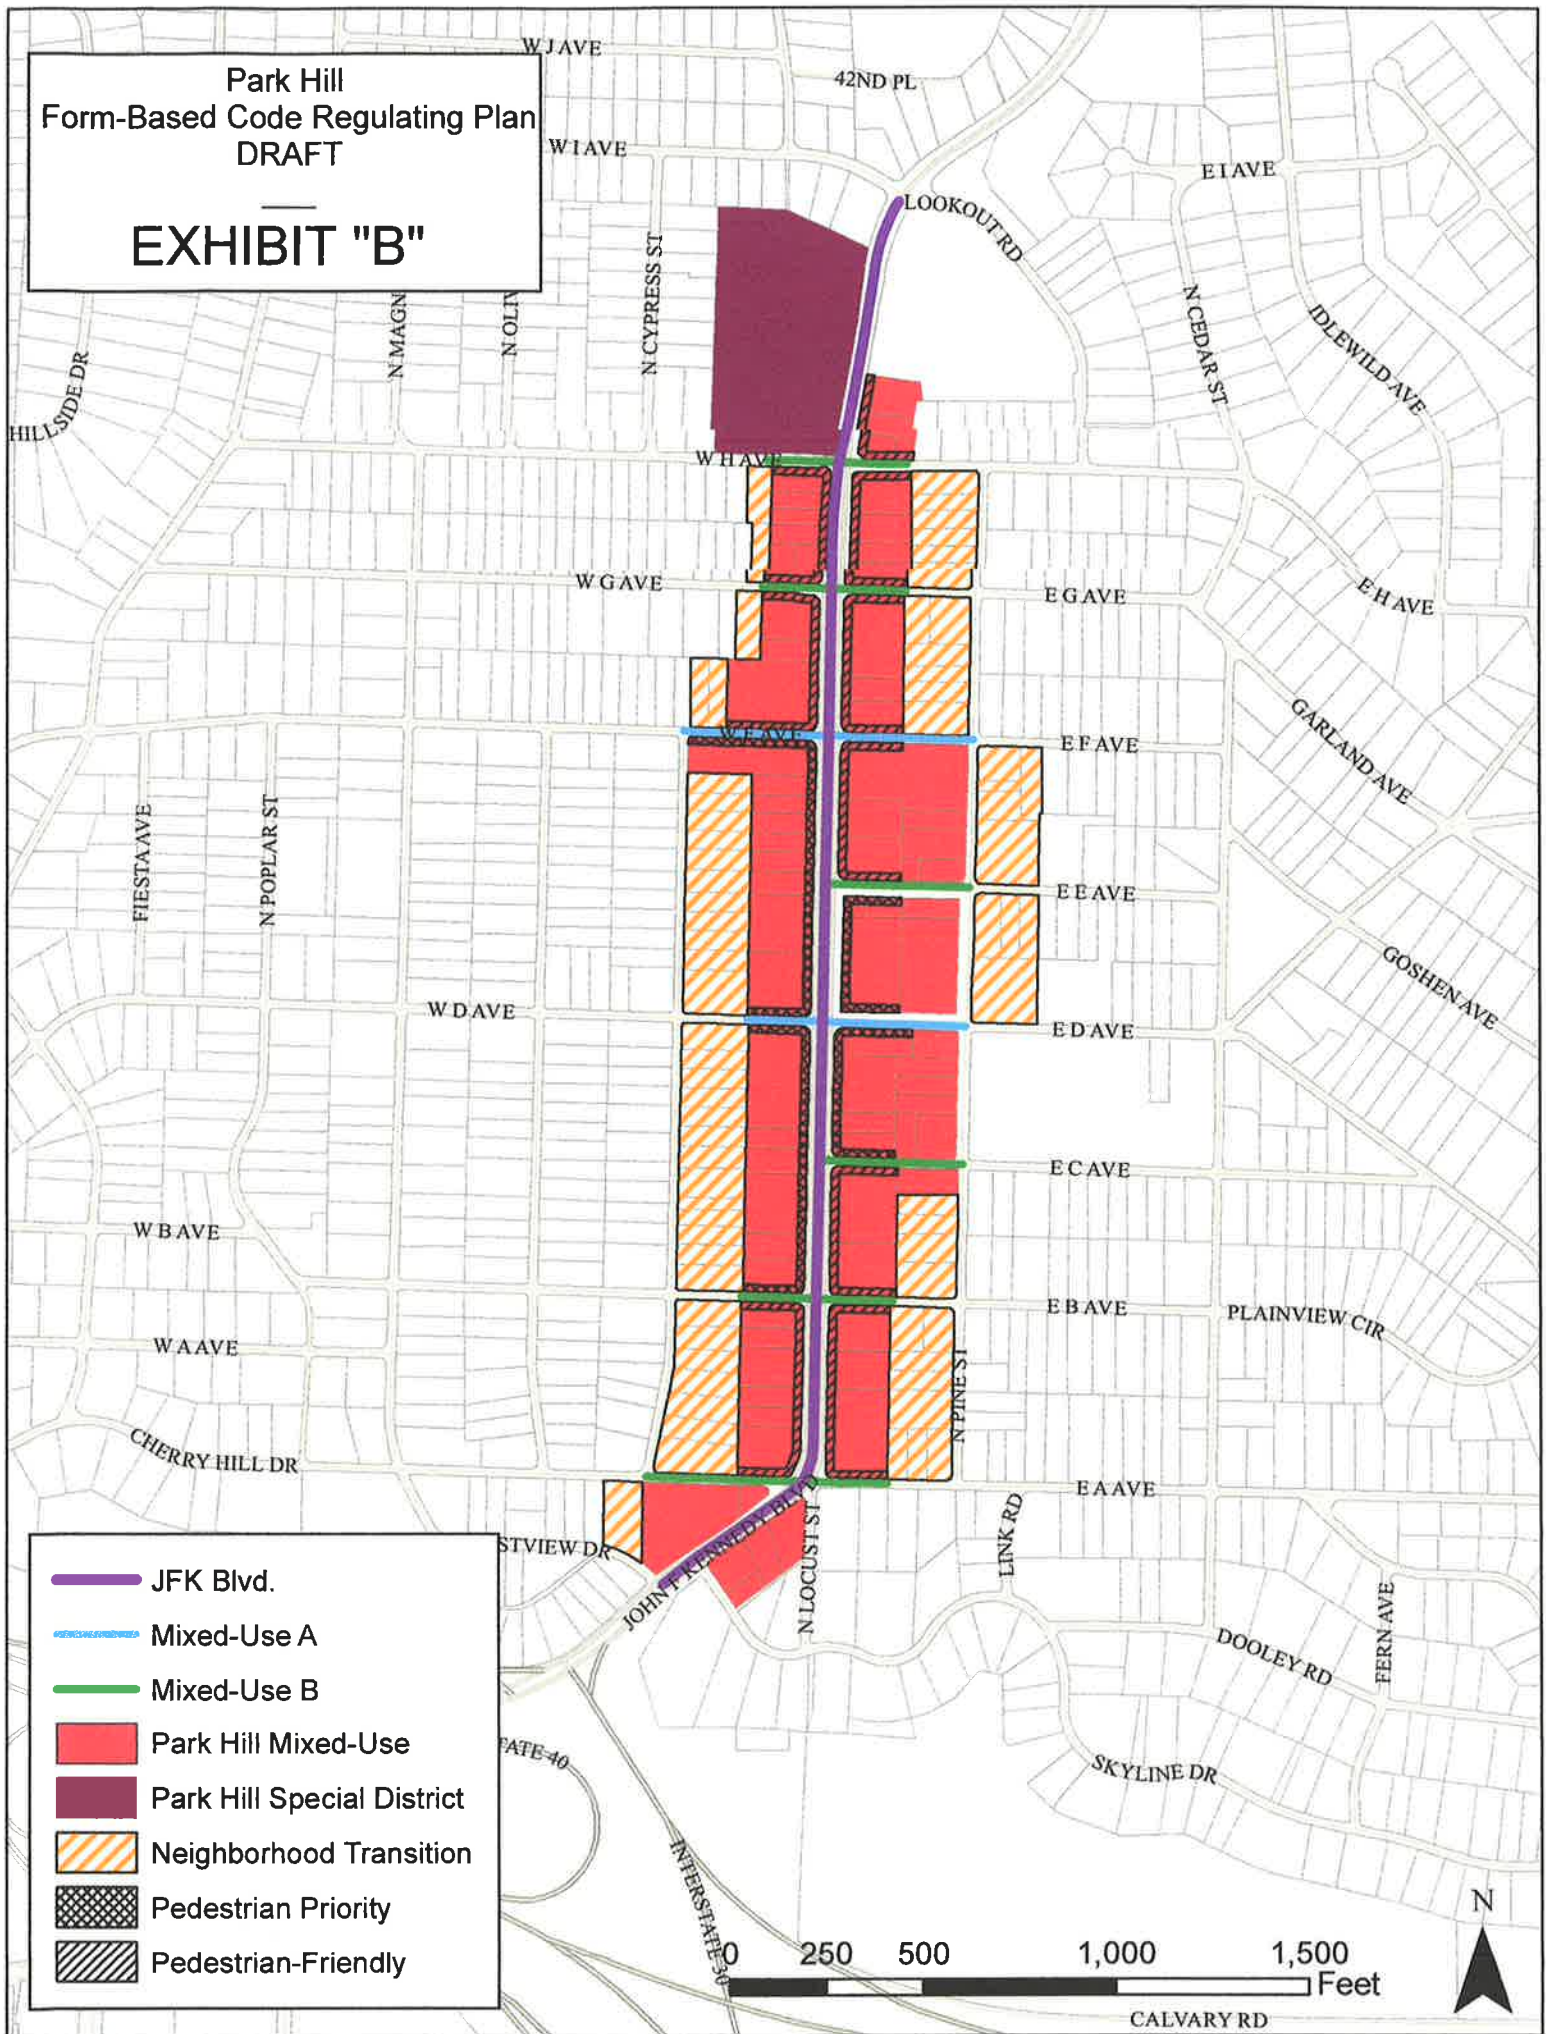 Park Hill
Form-Based Code Regulating Plan
DRAFT
EXHIBIT "B"
W J AVE
42ND PL
W I AVE
E I AVE
LOOKOUT RD
N CYPRESS ST
N MAGN
N OLIV
N CEDAR ST
IDLEWILD AVE
HILLSIDE DR
W H AVE
W G AVE
E G AVE
E H AVE
W F AVE
E F AVE
GARLAND AVE
FIESTA AVE
N POPLAR ST
E E AVE
GOSHEN AVE
W D AVE
E D AVE
E C AVE
W B AVE
E B AVE
PLAINVIEW CIR
W A AVE
N PINE ST
CHERRY HILL DR
E A AVE
JOHN F KENNEDY BLVD
N LOCUST ST
LINK RD
STVIEW DR
FERN AVE
DOOLEY RD
SKYLINE DR
TATE 40
INTERSTATE 30
CALVARY RD
JFK Blvd.
Mixed-Use A
Mixed-Use B
Park Hill Mixed-Use
Park Hill Special District
Neighborhood Transition
Pedestrian Priority
Pedestrian-Friendly
N
0 250 500 1,000 1,500
Feet